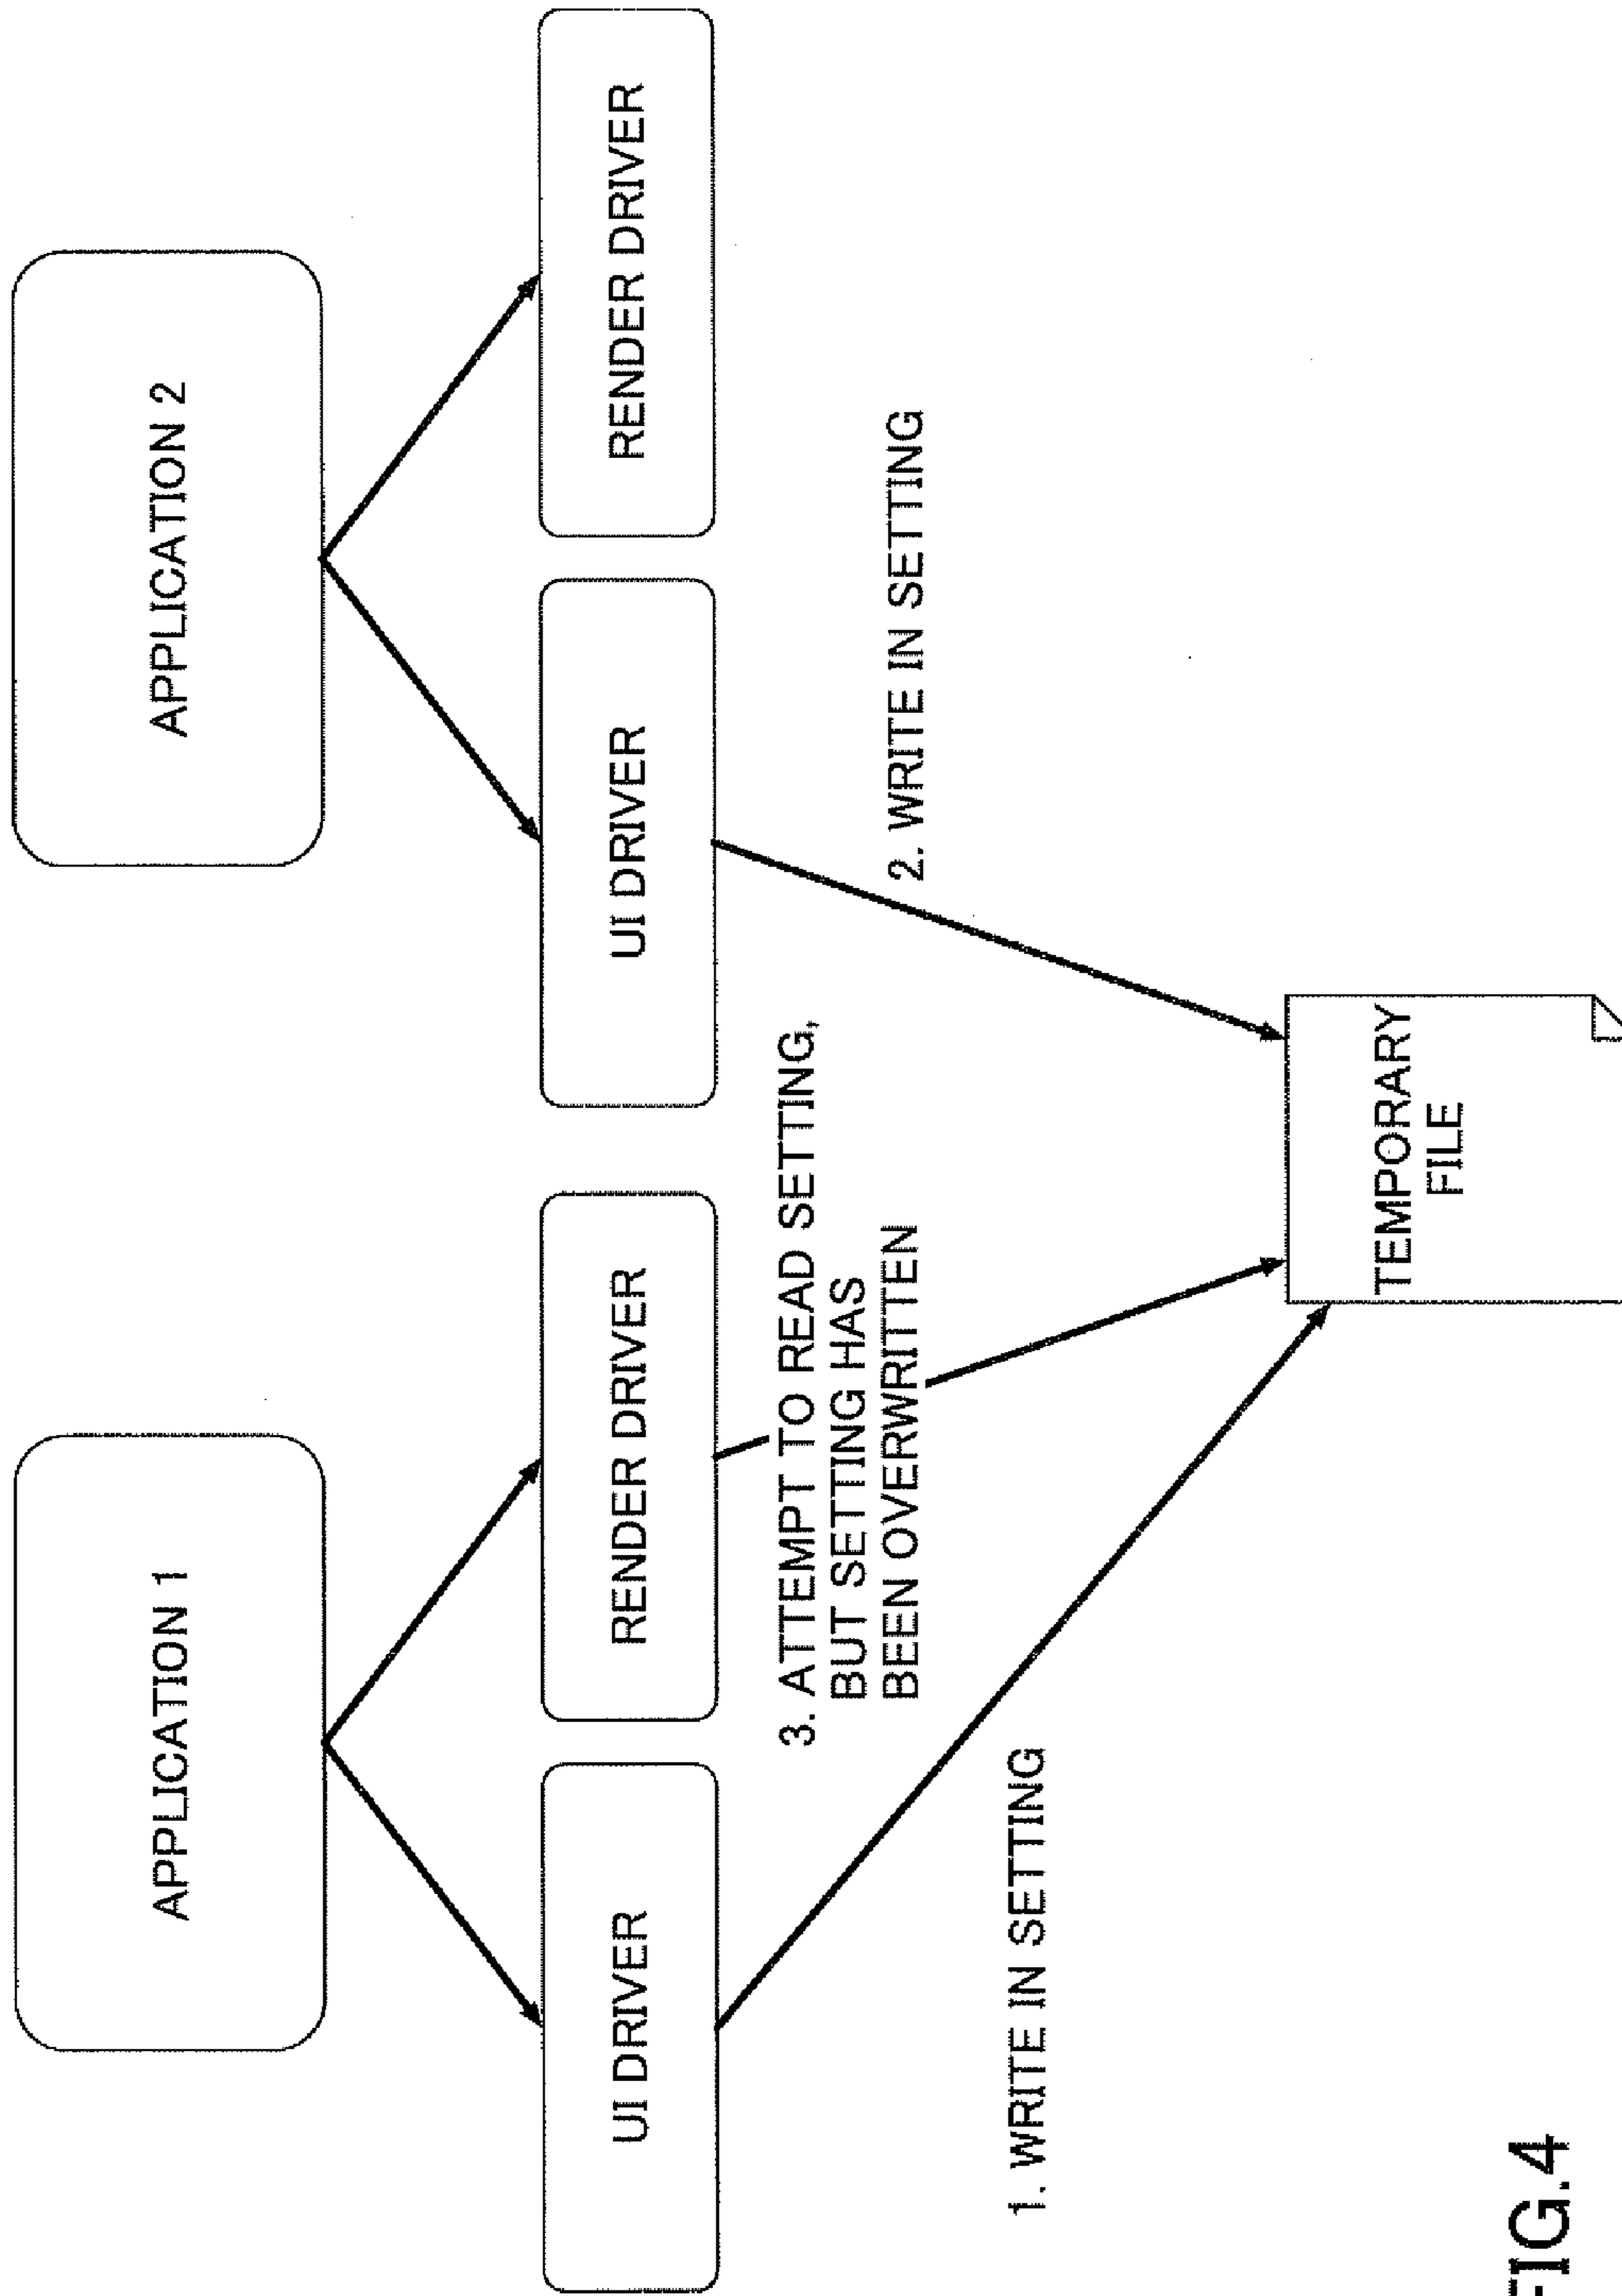 APPLICATION 1
APPLICATION 2
UI DRIVER
RENDER DRIVER
UI DRIVER
RENDER DRIVER
3. ATTEMPT TO READ SETTING,
BUT SETTING HAS
BEEN OVERWRITTEN
2. WRITE IN SETTING
1. WRITE IN SETTING
TEMPORARY
FILE
FIG.4